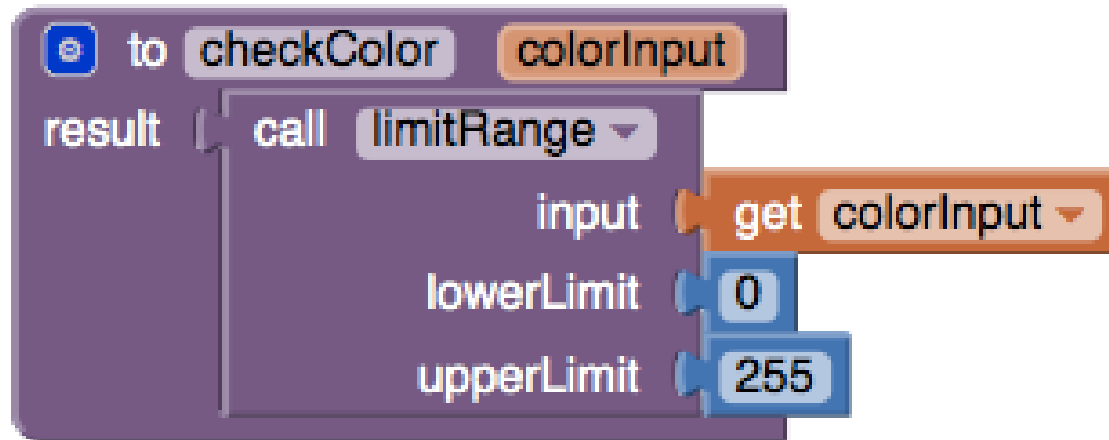 to checkColor colorInput
result call limitRange
input get colorInput
lowerLimit 0
upperLimit 255